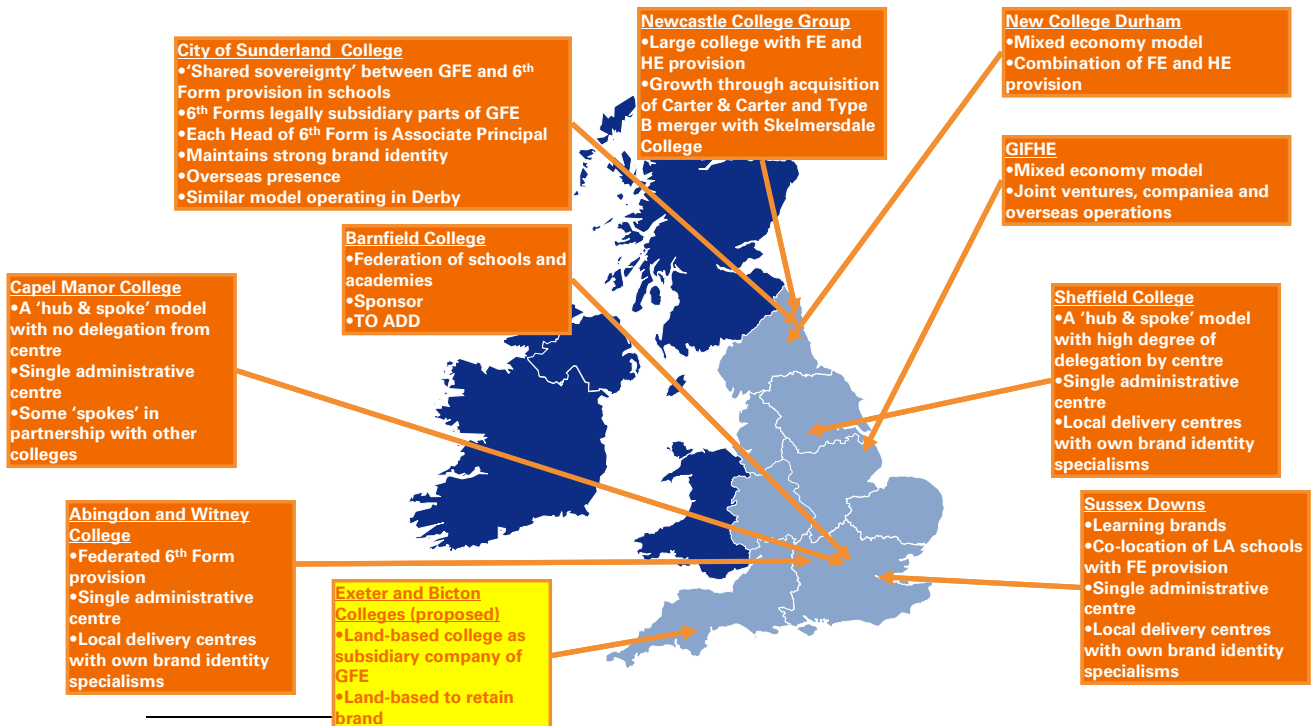 City of Sunderland  College
•‘Shared sovereignty’ between GFE and 6th
Form provision in schools
•6th Forms legally subsidiary parts of GFE
•Each Head of 6th Form is Associate Principal
•Maintains strong brand identity
•Overseas presence
•Similar model operating in Derby
Newcastle College Group
•Large college with FE and
HE provision
•Growth through acquisition
of Carter & Carter and Type
B merger with Skelmersdale
College
New College Durham
•Mixed economy model
•Combination of FE and HE
provision
GIFHE
•Mixed economy model
•Joint ventures, companiea and
overseas operations
Barnfield College
•Federation of schools and
academies
•Sponsor
•TO ADD
Capel Manor College
•A ‘hub & spoke’ model
with no delegation from
centre
•Single administrative
centre
•Some ‘spokes’ in
partnership with other
colleges
Sheffield College
•A ‘hub & spoke’ model
with high degree of
delegation by centre
•Single administrative
centre
•Local delivery centres
with own brand identity
specialisms
Abingdon and Witney
College
•Federated 6th Form
provision
•Single administrative
centre
•Local delivery centres
with own brand identity
specialisms
Exeter and Bicton
Colleges (proposed)
•Land-based college as
subsidiary company of
GFE
•Land-based to retain
brand
Sussex Downs
•Learning brands
•Co-location of LA schools
with FE provision
•Single administrative
centre
•Local delivery centres
with own brand identity
specialisms